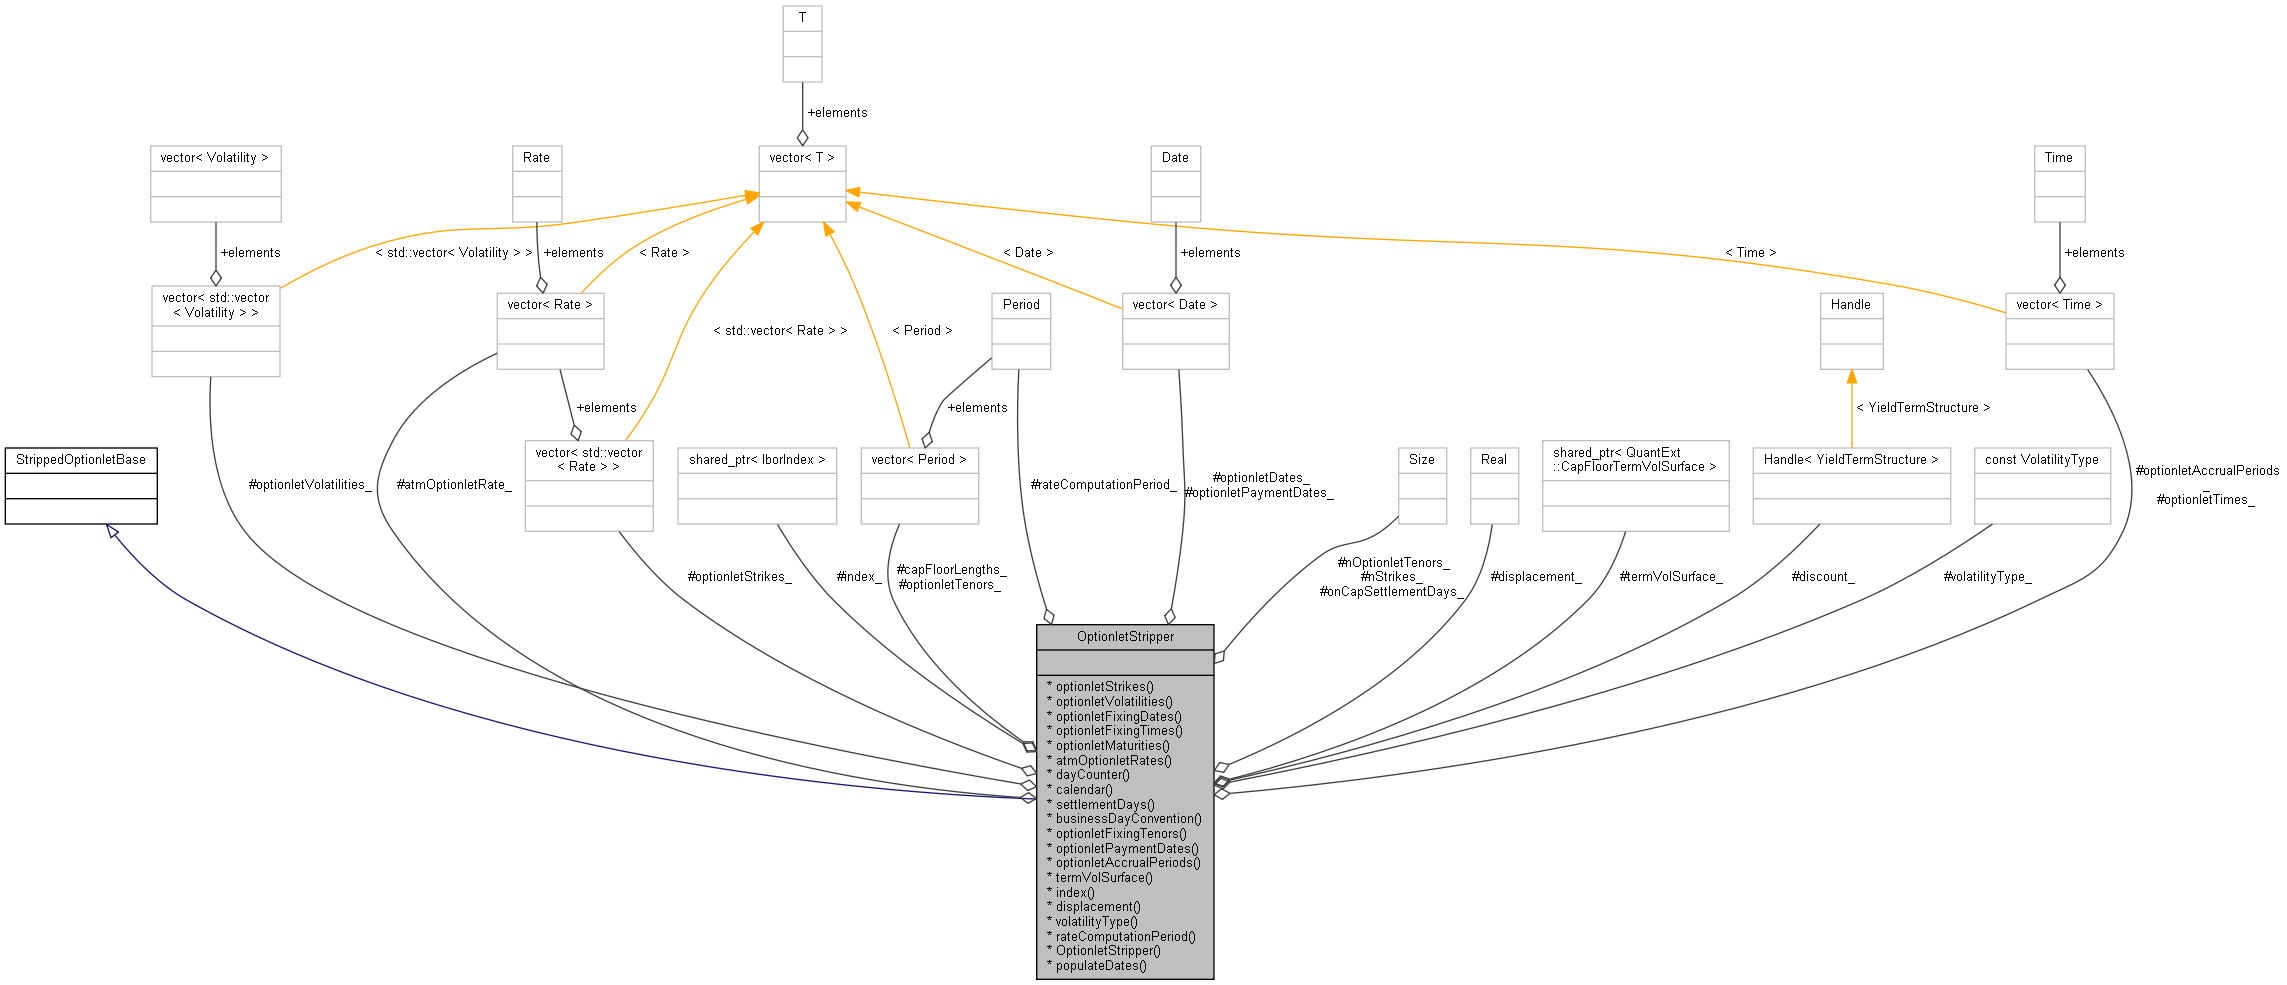 T
+elements
vector< Volatility >
Rate
vector< T >
Date
Time
+elements
< std::vector< Volatility > >
+elements
< Rate >
< Date >
+elements
< Time >
+elements
vector< std::vector
< Volatility > >
vector< Rate >
Period
vector< Date >
Handle
vector< Time >
< std::vector< Rate > >
< Period >
+elements
+elements
< YieldTermStructure >
StrippedOptionletBase
vector< std::vector
< Rate > >
shared_ptr< IborIndex >
vector< Period >
Size
Real
shared_ptr< QuantExt
::CapFloorTermVolSurface >
Handle< YieldTermStructure >
const VolatilityType
#optionletVolatilities_
#atmOptionletRate_
#rateComputationPeriod_
#optionletDates_
#optionletPaymentDates_
#optionletAccrualPeriods
_
#optionletTimes_
#optionletStrikes_
#index_
#capFloorLengths_
#optionletTenors_
#nOptionletTenors_
#nStrikes_
#onCapSettlementDays_
#displacement_
#termVolSurface_
#discount_
#volatilityType_
OptionletStripper
* optionletStrikes()
* optionletVolatilities()
* optionletFixingDates()
* optionletFixingTimes()
* optionletMaturities()
* atmOptionletRates()
* dayCounter()
* calendar()
* settlementDays()
* businessDayConvention()
* optionletFixingTenors()
* optionletPaymentDates()
* optionletAccrualPeriods()
* termVolSurface()
* index()
* displacement()
* volatilityType()
* rateComputationPeriod()
* OptionletStripper()
* populateDates()